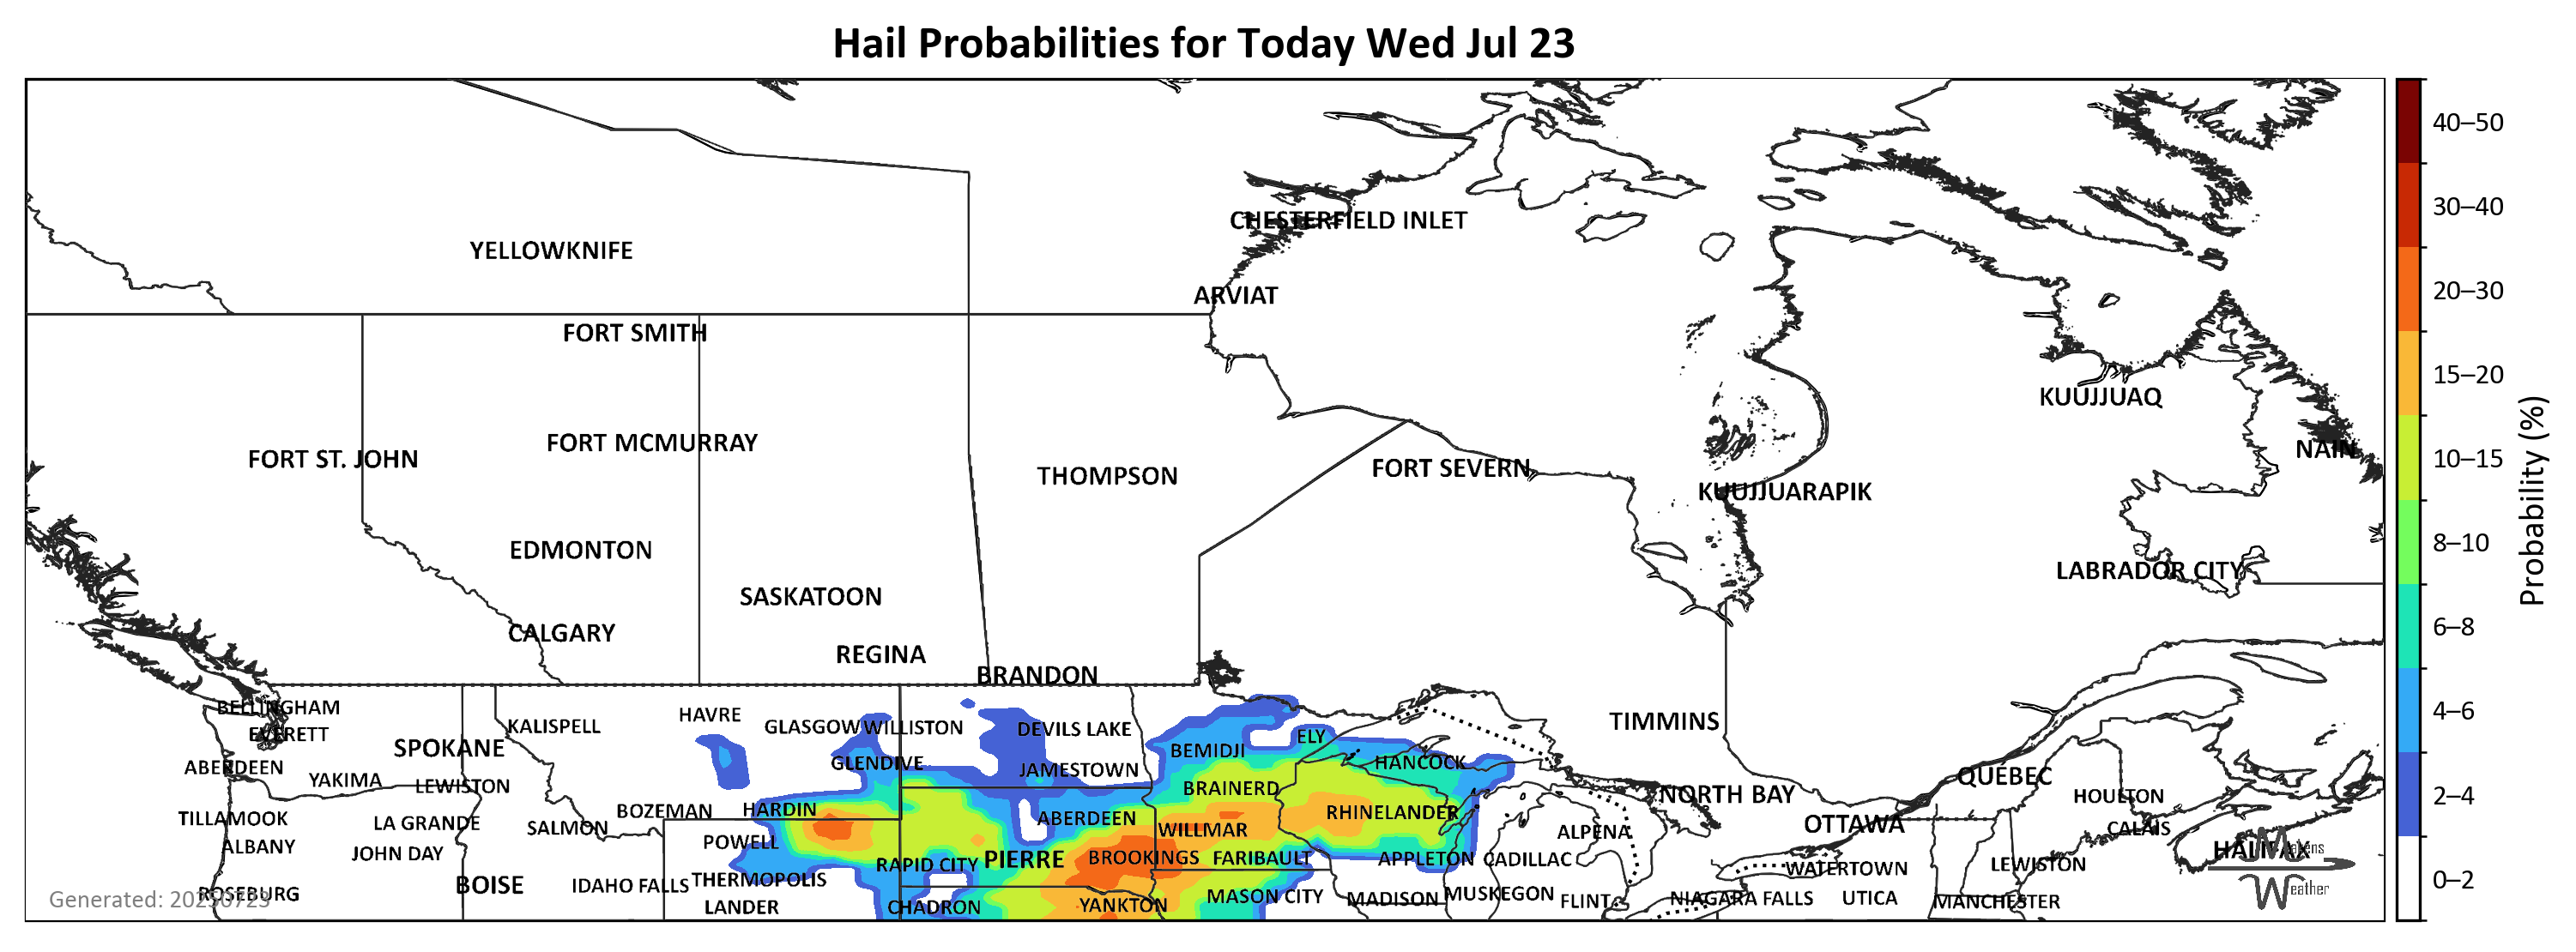 Hail Probabilities for Today Wed Jul 23
40–50
30–40
20–30
15–20
10–15
8–10
6–8
4–6
2–4
0–2
Probability (%)
CHESTERFIELD INLET
YELLOWKNIFE
ARVIAT
FORT SMITH
KUUJJUAQ
FORT MCMURRAY
NAIN
FORT ST. JOHN
FORT SEVERN
THOMPSON
KUUJJUARAPIK
EDMONTON
LABRADOR CITY
SASKATOON
CALGARY
REGINA
BRANDON
BELLINGHAM
HAVRE
TIMMINS
KALISPELL
GLASGOW
WILLISTON
DEVILS LAKE
EVERETT
ELY
SPOKANE
BEMIDJI
GLENDIVE
HANCOCK
ABERDEEN
JAMESTOWN
QUEBEC
YAKIMA
LEWISTON
BRAINERD
NORTH BAY
HOULTON
BOZEMAN
HARDIN
RHINELANDER
TILLAMOOK
LA GRANDE
SALMON
ABERDEEN
WILLMAR
ALPENA
OTTAWA
CALAIS
ALBANY
JOHN DAY
POWELL
RAPID CITY
PIERRE
BROOKINGS
FARIBAULT
APPLETON
CADILLAC
WATERTOWN
LEWISTON
HALIFAX
BOISE
IDAHO FALLS
THERMOPOLIS
ROSEBURG
Generated: 20250723
LANDER
CHADRON
YANKTON
MASON CITY
MADISON
MUSKEGON
FLINT
NIAGARA FALLS
UTICA
MANCHESTER
Weather